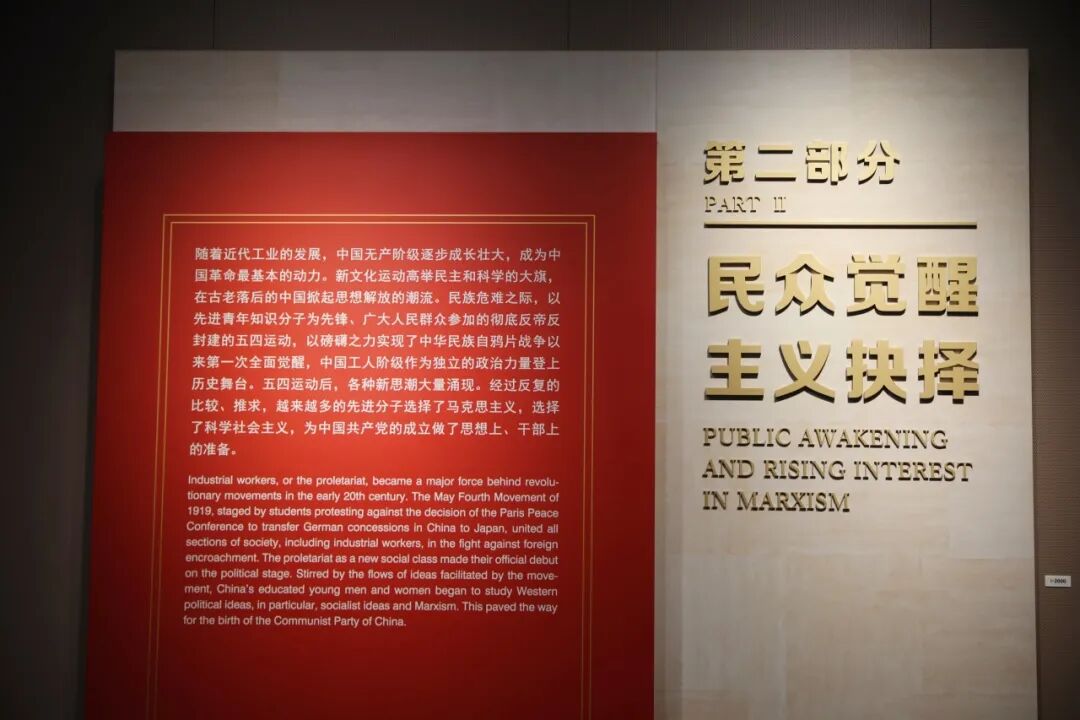 随着近代工业的发展，中国无产阶级逐步成长壮大，成为中
国革命最基本的动力。新文化运动高举民主和科学的大旗，
在古老落后的中国掀起思想解放的潮流。民族危难之际，以
先进青年知识分子为先锋、广大人民群众参加的彻底反帝反
封建的五四运动，以磅礴之力实现了中华民族自鸦片战争以
来第一次全面觉醒，中国工人阶级作为独立的政治力量登上
历史舞台。五四运动后，各种新思潮大量涌现。经过反复的
比较、推求，越来越多的先进分子选择了马克思主义，选择
了科学社会主义，为中国共产党的成立做了思想上、干部上
的准备。
Industrial workers, or the proletariat, became a major force behind revolu-
tionary movements in the early 20th century. The May Fourth Movement of
1919, staged by students protesting against the decision of the Paris Peace
Conference to transfer German concessions in China to Japan, united all
sections of society, including industrial workers, in the fight against foreign
encroachment. The proletariat as a new social class made their official debut
on the political stage. Stirred by the flows of ideas facilitated by the move-
ment, China's educated young men and women began to study Western
political ideas, in particular, socialist ideas and Marxism. This paved the way
for the birth of the Communist Party of China.
第二部分
PART II
民众觉醒
主义抉择
PUBLIC AWAKENING
AND RISING INTEREST
IN MARXISM